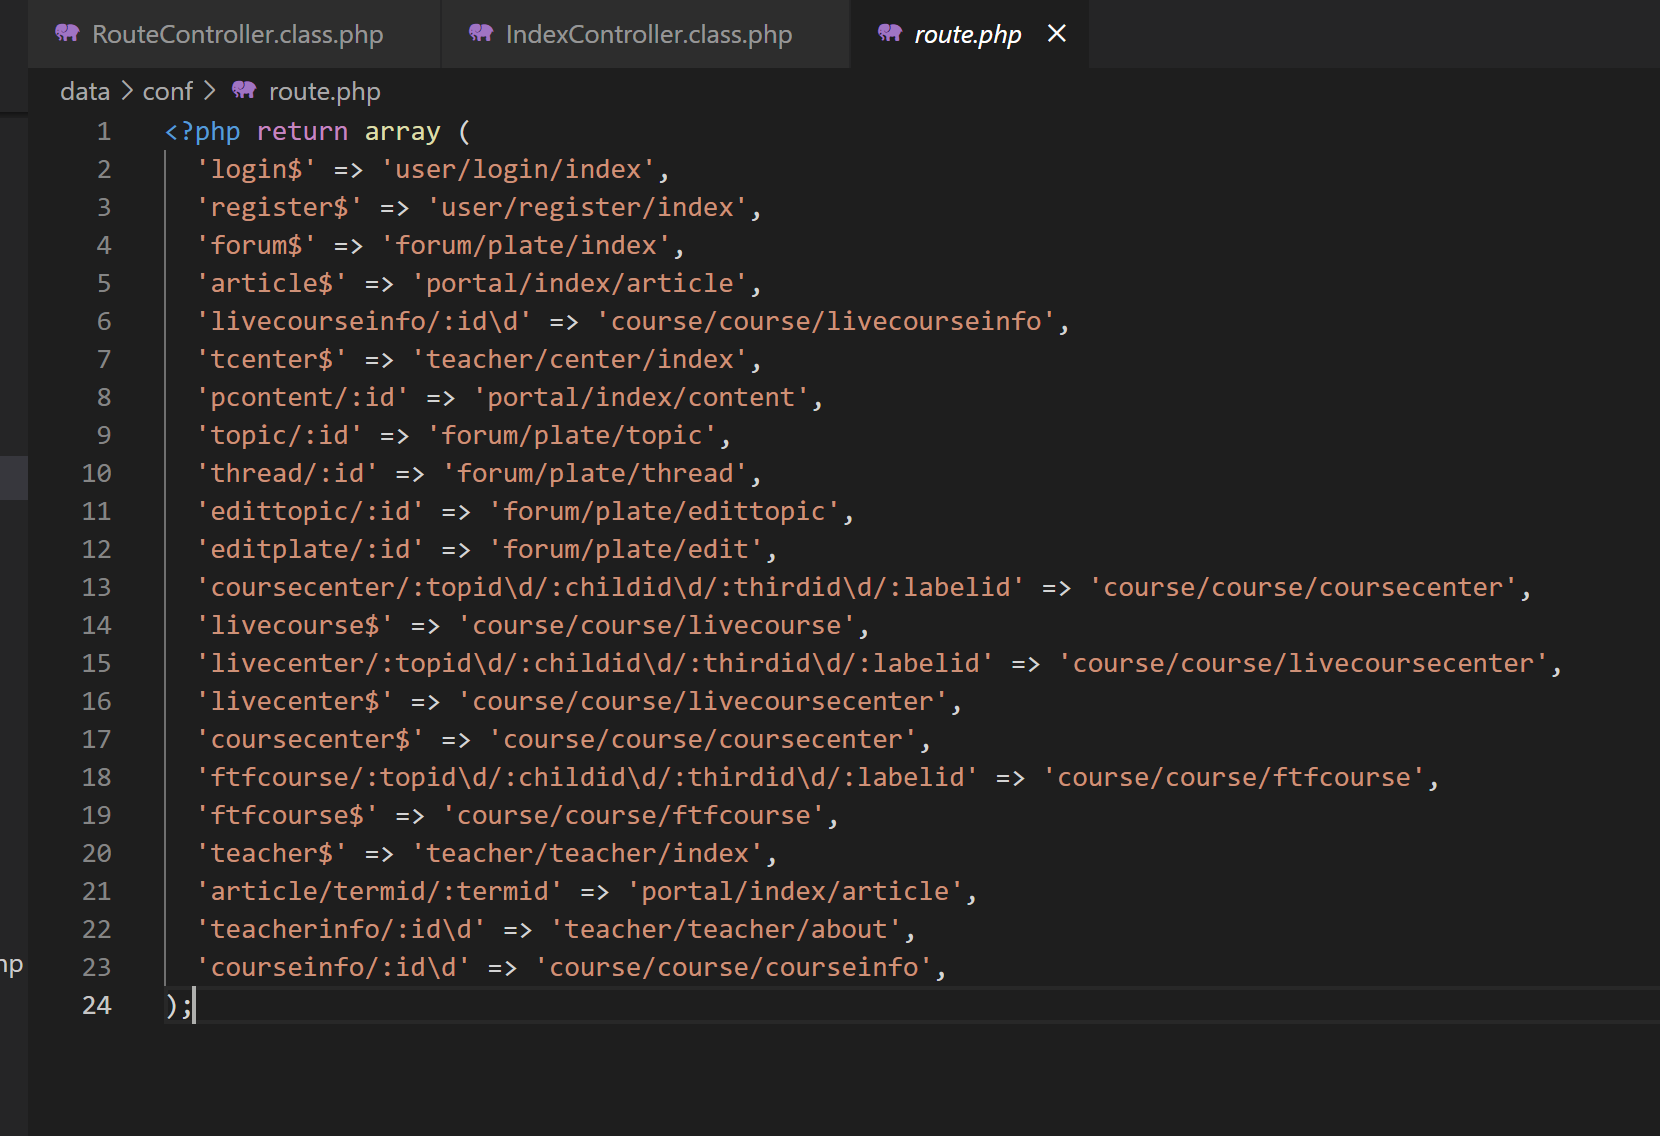 RouteController.class.php IndexController.class.php route.php
data > conf > route.php
1 <?php return array (
2 'login$' => 'user/login/index',
3 'register$' => 'user/register/index',
4 'forum$' => 'forum/plate/index',
5 'article$' => 'portal/index/article',
6 'livecourseinfo/:id\d' => 'course/course/livecourseinfo',
7 'tcenter$' => 'teacher/center/index',
8 'pcontent/:id' => 'portal/index/content',
9 'topic/:id' => 'forum/plate/topic',
10 'thread/:id' => 'forum/plate/thread',
11 'edittopic/:id' => 'forum/plate/edittopic',
12 'editplate/:id' => 'forum/plate/edit',
13 'coursecenter/:topid\d/:childid\d/:thirdid\d/:labelid' => 'course/course/coursecenter',
14 'livecourse$' => 'course/course/livecourse',
15 'livecenter/:topid\d/:childid\d/:thirdid\d/:labelid' => 'course/course/livecoursecenter',
16 'livecenter$' => 'course/course/livecoursecenter',
17 'coursecenter$' => 'course/course/coursecenter',
18 'ftfcourse/:topid\d/:childid\d/:thirdid\d/:labelid' => 'course/course/ftfcourse',
19 'ftfcourse$' => 'course/course/ftfcourse',
20 'teacher$' => 'teacher/teacher/index',
21 'article/termid/:termid' => 'portal/index/article',
22 'teacherinfo/:id\d' => 'teacher/teacher/about',
23 'courseinfo/:id\d' => 'course/course/courseinfo',
24 );